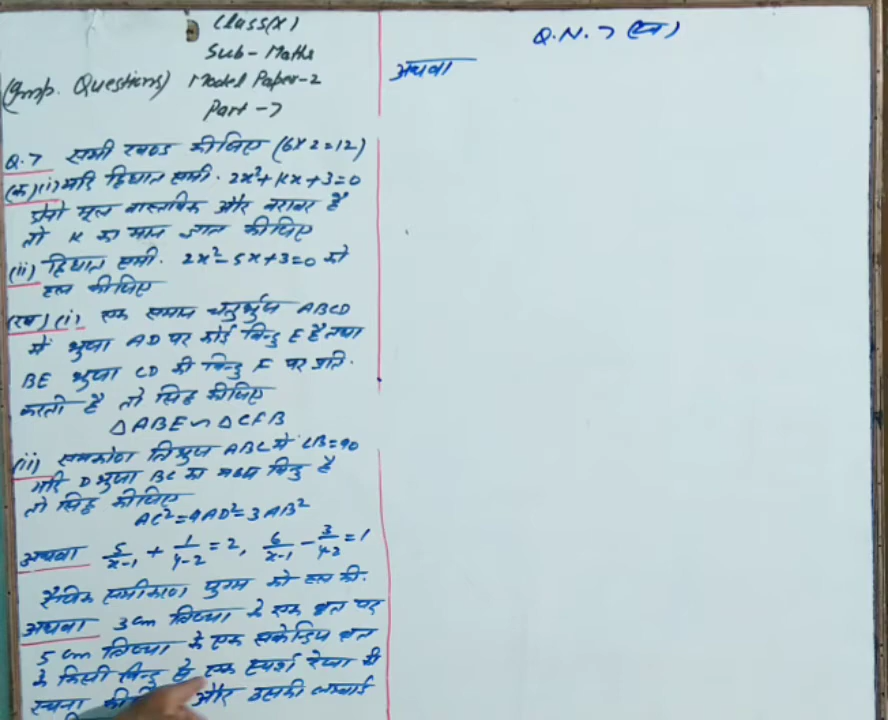 Class(X)
Sub - Maths
(Imp. Questions) Model Paper-2
Part - 7
Q.7 सभी खण्ड कीजिए (6×2=12)
(क)(i) यदि द्विघात समी. 2x²+Kx+3=0
दोनो मूल वास्तविक और बराबर है
तो K का मान ज्ञात कीजिए
(ii) द्विघात समी. 2x²-5x+3=0 को
हल कीजिए
(ख)(i) एक समान्त चतुर्भुज ABCD
में भुजा AD पर कोई बिन्दु E है तथा
BE भुजा CD को बिन्दु F पर प्रति.
करती है तो सिद्ध कीजिए
△ABE ∽ △CFB
(ii) समकोण त्रिभुज ABC में ∠B=90
यदि D भुजा BC का मध्य बिन्दु है
तो सिद्ध कीजिए
AC²=4AD²=3AB²
अथवा 5/x-1 + 1/y-2 = 2, 6/x-1 - 3/y-2 = 1
रैखिक समीकरण युग्म को हल की.
अथवा 3cm त्रिज्या के एक वृत्त पर
5cm त्रिज्या के एक संकेन्द्रिय वृत्त
के किसी बिन्दु से एक स्पर्श रेखा की
रचना और उसकी लम्बाई
Q.N. 7 (ख)
अथवा